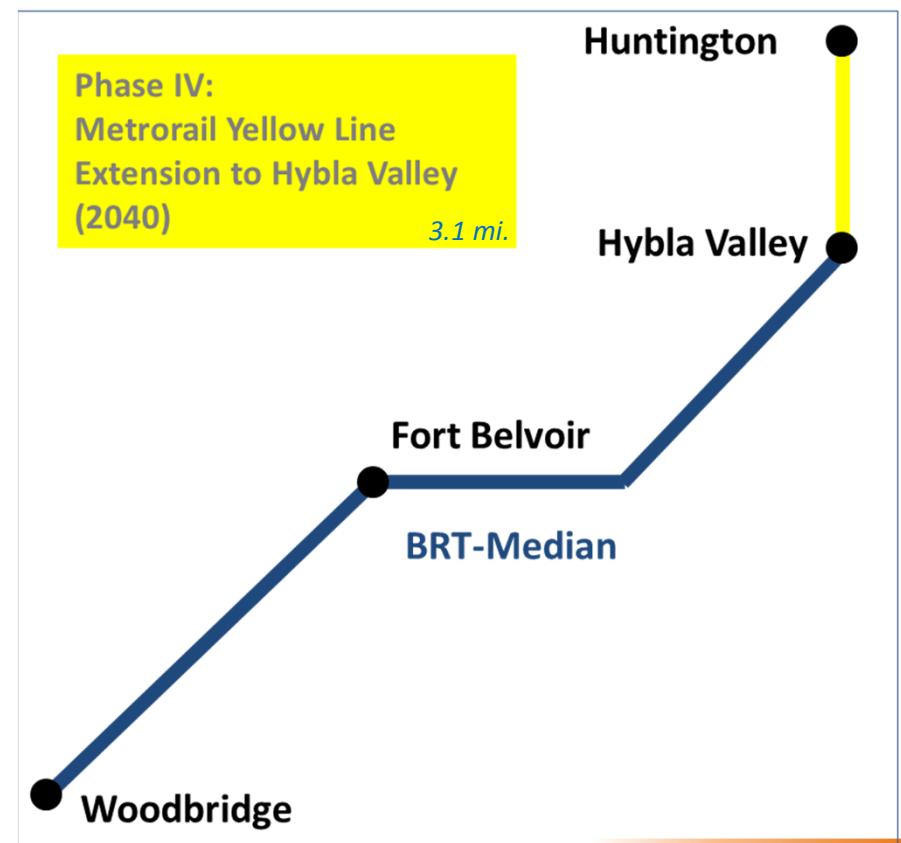 Huntington
Phase IV:
Metrorail Yellow Line
Extension to Hybla Valley
(2040)
3.1 mi.
Hybla Valley
Fort Belvoir
BRT-Median
Woodbridge